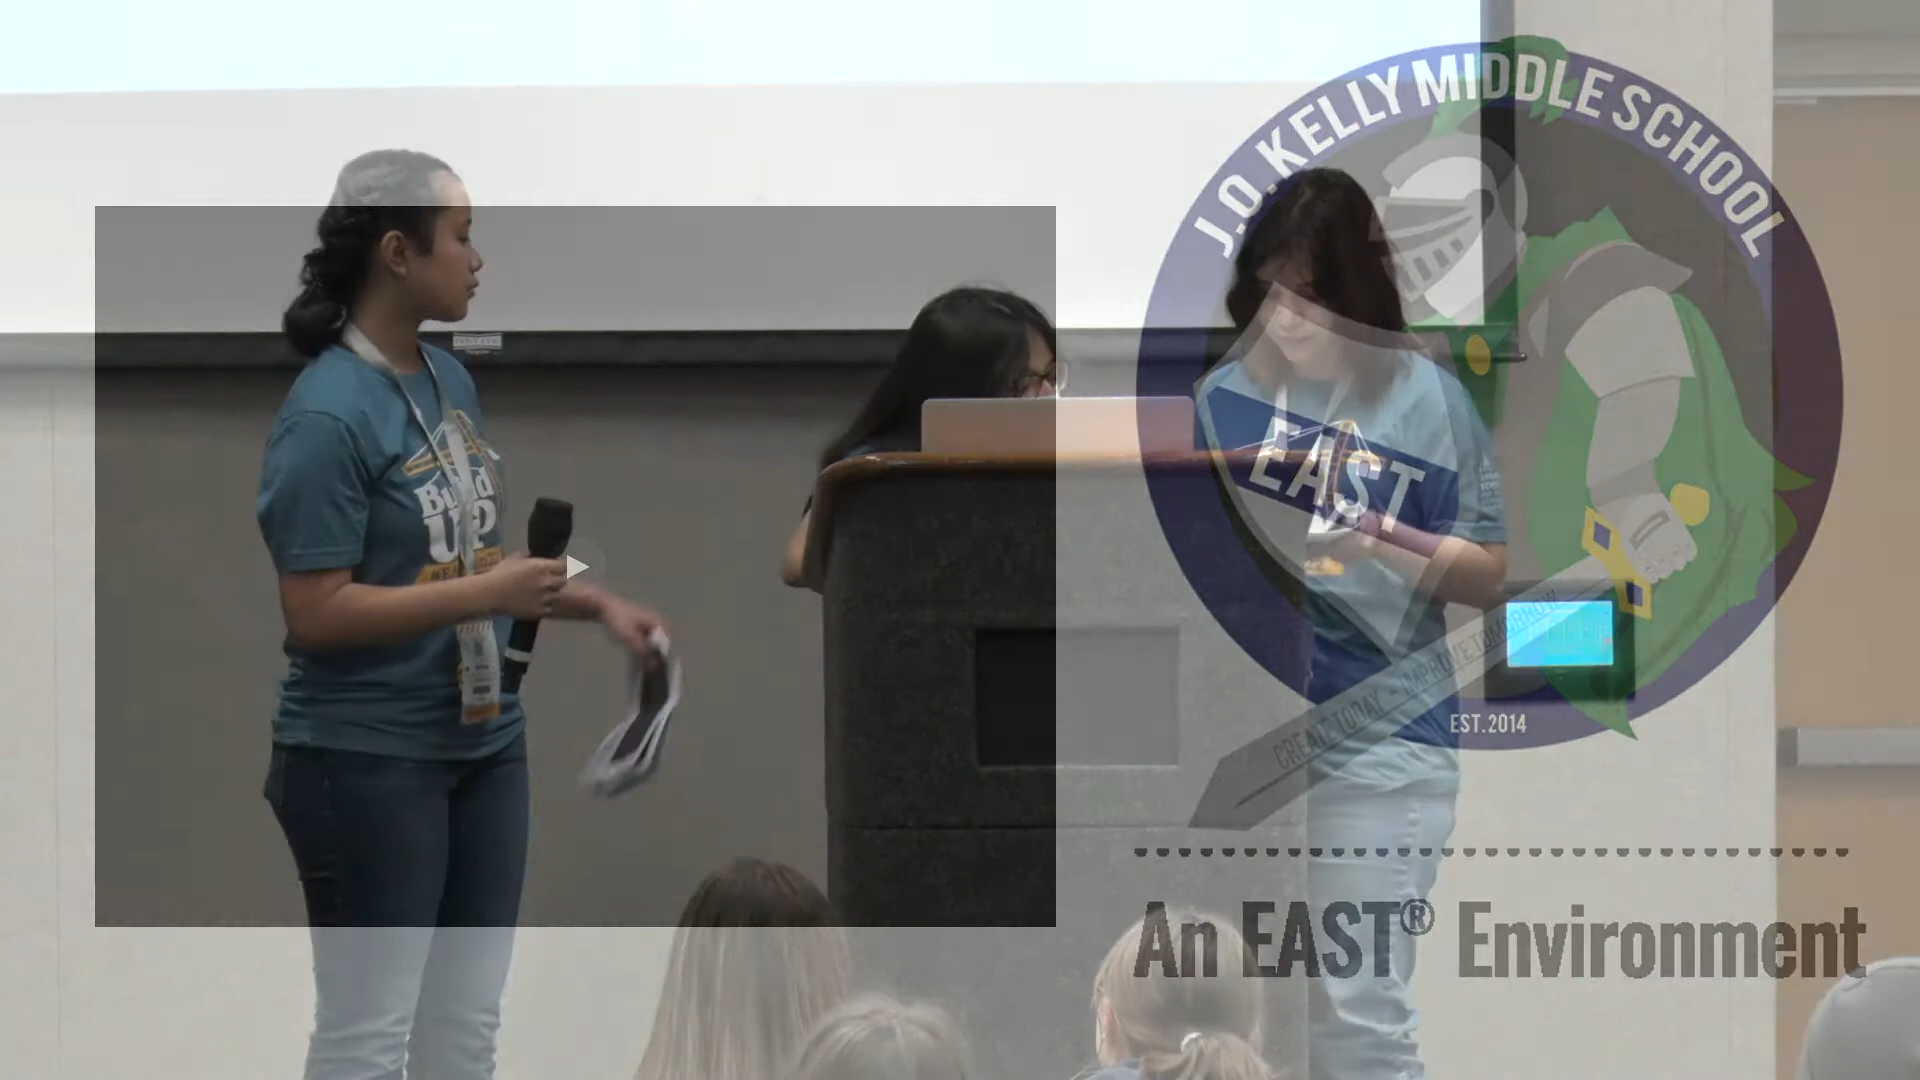 J.O. KELLY MIDDLE SCHOOL
EAST
Build
UP
CREATE TODAY - IMPROVE TOMORROW
EST. 2014
An EAST® Environment